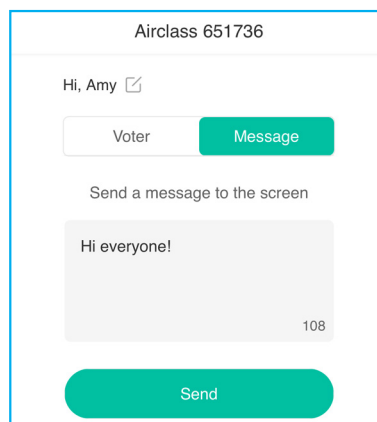 Airclass 651736
Hi, Amy
Voter Message
Send a message to the screen
Hi everyone!
108
Send